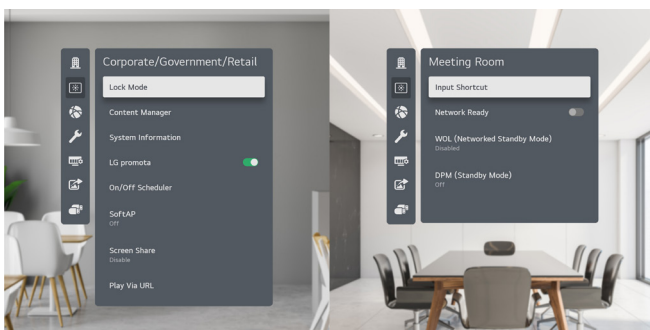 Corporate/Government/Retail
Lock Mode
Content Manager
System Information
LG promota
On/Off Scheduler
SoftAP
Off
Screen Share
Disable
Play Via URL
Meeting Room
Input Shortcut
Network Ready
WOL (Networked Standby Mode)
Disabled
DPM (Standby Mode)
Off